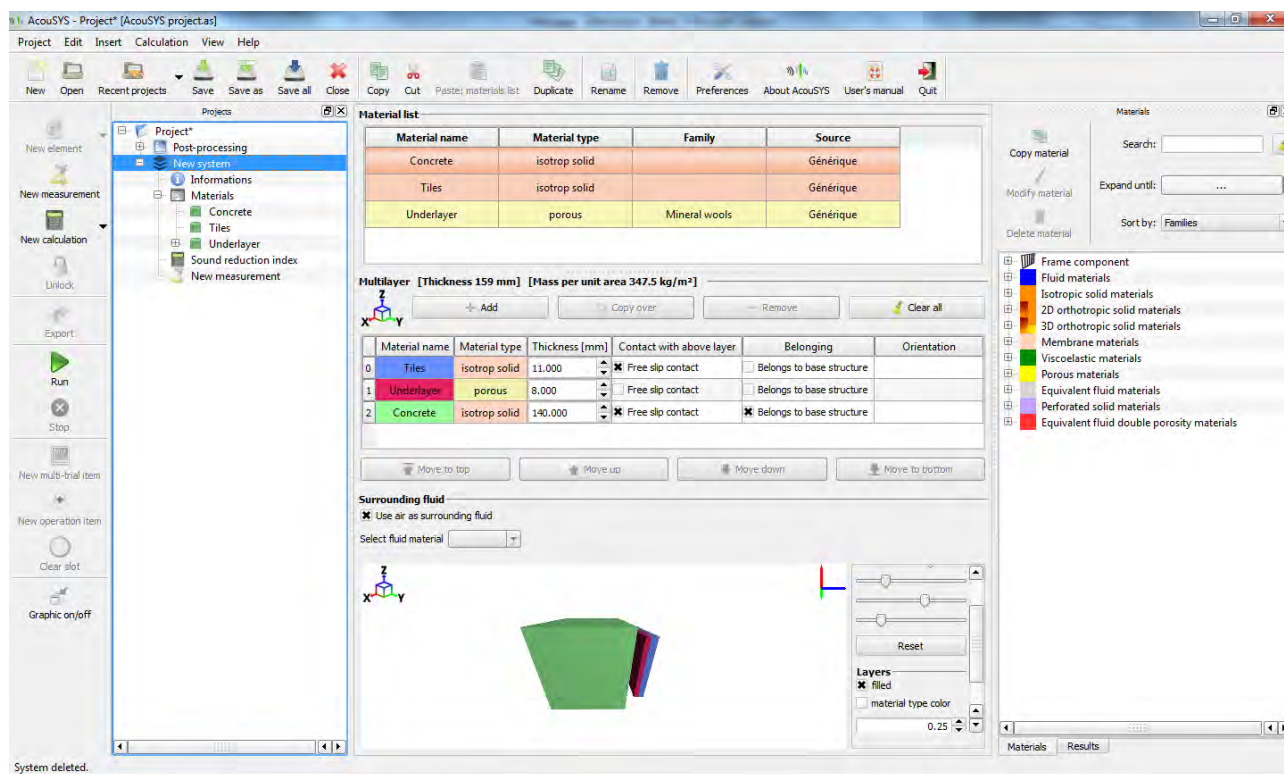 AcouSYS - Project* [AcouSYS project.as]
Project Edit Insert Calculation View Help
New Open Recent projects Save Save as Save all Close Copy Cut Paste: materials list Duplicate Rename Remove Preferences About AcouSYS User's manual Quit
New element
New measurement
New calculation
Unlock
Export
Run
Stop
New multi-trial item
New operation item
Clear slot
Graphic on/off
Projects
Project*
Post-processing
New system
Informations
Materials
Concrete
Tiles
Underlayer
Sound reduction index
New measurement
Material list
Material name Material type Family Source
Concrete isotrop solid Générique
Tiles isotrop solid Générique
Underlayer porous Mineral wools Générique
Multilayer [Thickness 159 mm] [Mass per unit area 347.5 kg/m²]
Z
X Y
Add Copy over Remove Clear all
Material name Material type Thickness [mm] Contact with above layer Belonging Orientation
0 Tiles isotrop solid 11.000 Free slip contact Belongs to base structure
1 Underlayer porous 8.000 Free slip contact Belongs to base structure
2 Concrete isotrop solid 140.000 Free slip contact Belongs to base structure
Move to top Move up Move down Move to bottom
Surrounding fluid
Use air as surrounding fluid
Select fluid material
Z
X Y
Reset
Layers
filled
material type color
0.25
Materials
Copy material
Modify material
Delete material
Search:
Expand until: ...
Sort by: Families
Frame component
Fluid materials
Isotropic solid materials
2D orthotropic solid materials
3D orthotropic solid materials
Membrane materials
Viscoelastic materials
Porous materials
Equivalent fluid materials
Perforated solid materials
Equivalent fluid double porosity materials
Materials Results
System deleted.